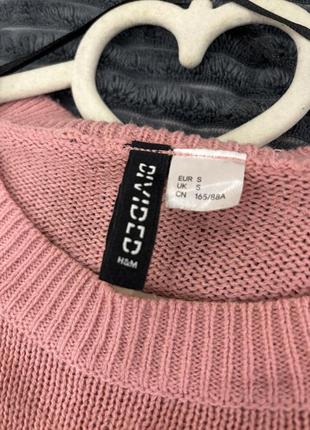 DIVIDED
H&M
EUR S
UK S
CN 165/88A